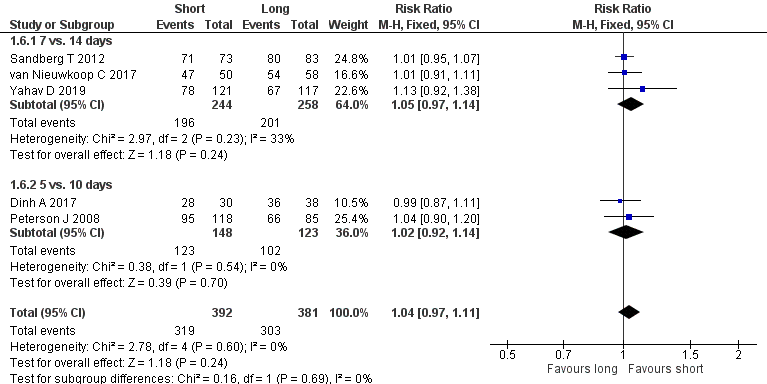 Short Long Risk Ratio Risk Ratio
Study or Subgroup Events Total Events Total Weight M-H, Fixed, 95% CI M-H, Fixed, 95% CI
1.6.1 7 vs. 14 days
Sandberg T 2012 71 73 80 83 24.8% 1.01 [0.95, 1.07]
van Nieuwkoop C 2017 47 50 54 58 16.6% 1.01 [0.91, 1.11]
Yahav D 2019 78 121 67 117 22.6% 1.13 [0.92, 1.38]
Subtotal (95% CI) 244 258 64.0% 1.05 [0.97, 1.14]
Total events 196 201
Heterogeneity: Chi² = 2.97, df = 2 (P = 0.23); I² = 33%
Test for overall effect: Z = 1.18 (P = 0.24)
1.6.2 5 vs. 10 days
Dinh A 2017 28 30 36 38 10.5% 0.99 [0.87, 1.11]
Peterson J 2008 95 118 66 85 25.4% 1.04 [0.90, 1.20]
Subtotal (95% CI) 148 123 36.0% 1.02 [0.92, 1.14]
Total events 123 102
Heterogeneity: Chi² = 0.38, df = 1 (P = 0.54); I² = 0%
Test for overall effect: Z = 0.39 (P = 0.70)
Total (95% CI) 392 381 100.0% 1.04 [0.97, 1.11]
Total events 319 303
Heterogeneity: Chi² = 2.78, df = 4 (P = 0.60); I² = 0%
Test for overall effect: Z = 1.18 (P = 0.24)
Test for subgroup differences: Chi² = 0.16, df = 1 (P = 0.69), I² = 0%
0.5 0.7 1 1.5 2
Favours long Favours short